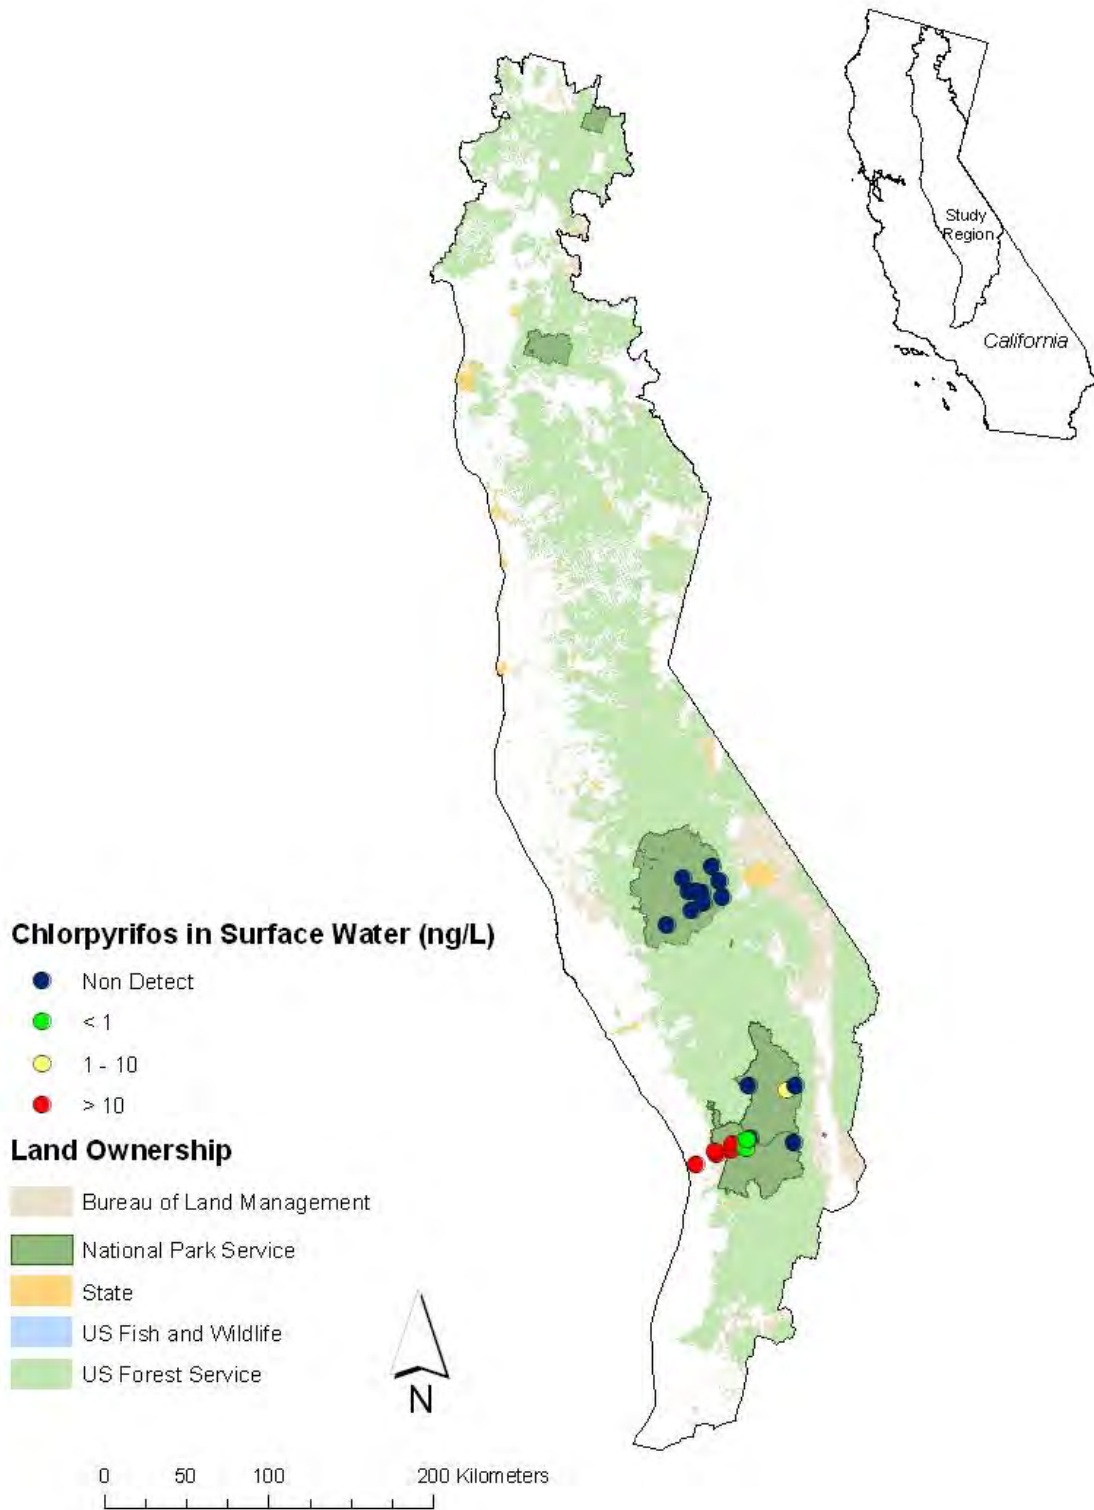 Study
Region
California
Chlorpyrifos in Surface Water (ng/L)
Non Detect
< 1
1 - 10
> 10
Land Ownership
Bureau of Land Management
National Park Service
State
US Fish and Wildlife
US Forest Service
N
0 50 100 200 Kilometers